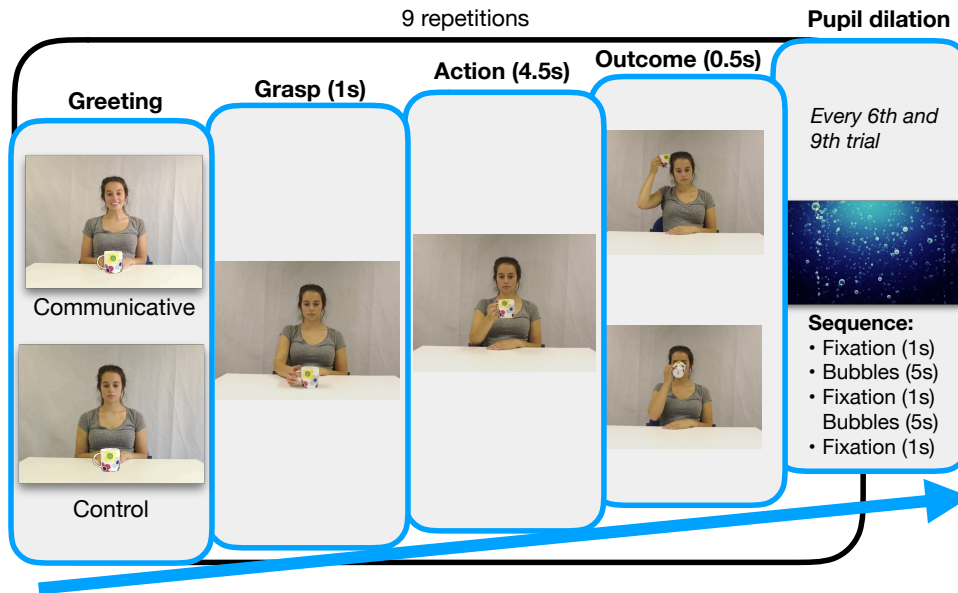 9 repetitions
Pupil dilation
Outcome (0.5s)
Action (4.5s)
Grasp (1s)
Greeting
Every 6th and
9th trial
Communicative
Control
Sequence:
• Fixation (1s)
• Bubbles (5s)
• Fixation (1s)
Bubbles (5s)
• Fixation (1s)